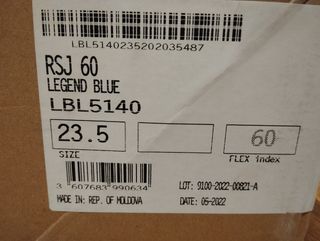 LBL5140235202035487
RSJ 60
LEGEND BLUE
LBL5140
23.5
60
SIZE
FLEX index
3 607683 990634
LOT: 9100-2022-00821-A
MADE IN: REP. OF MOLDOVA
DATE: 05-2022